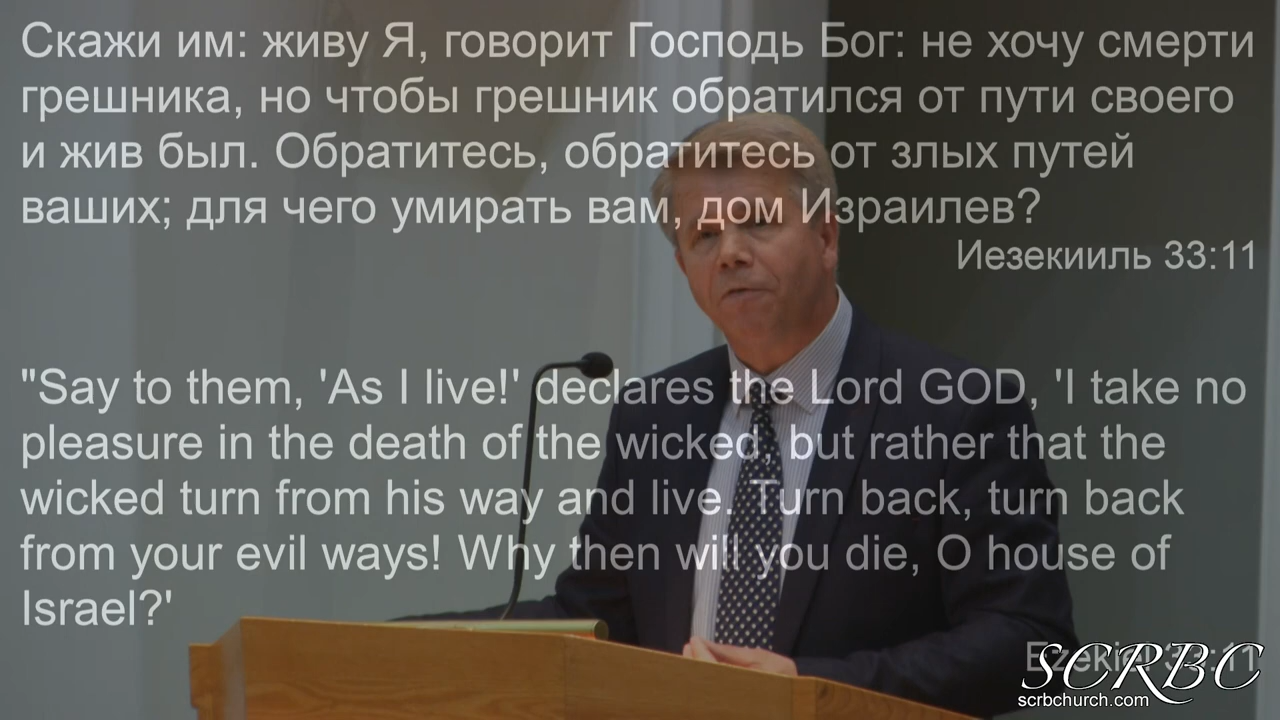 Скажи им: живу Я, говорит Господь Бог: не хочу смерти
грешника, но чтобы грешник обратился от пути своего
и жив был. Обратитесь, обратитесь от злых путей
ваших; для чего умирать вам, дом Израилев?
Иезекииль 33:11
"Say to them, 'As I live!' declares the Lord GOD, 'I take no
pleasure in the death of the wicked, but rather that the
wicked turn from his way and live. Turn back, turn back
from your evil ways! Why then will you die, O house of
Israel?'
Ezekiel 33:11
SCRBC
scrbchurch.com